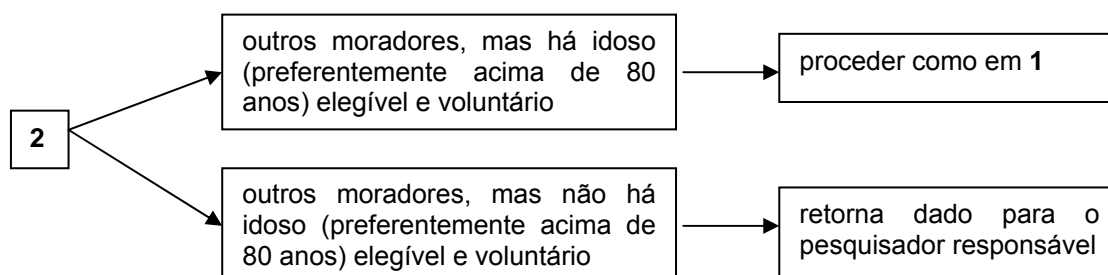 outros moradores, mas há idoso
(preferentemente acima de 80
anos) elegível e voluntário
proceder como em 1
2
outros moradores, mas não há
idoso (preferentemente acima de
80 anos) elegível e voluntário
retorna dado para o
pesquisador responsável